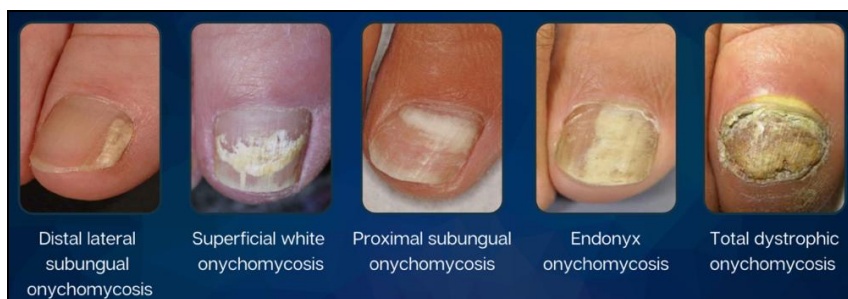 Distal lateral
subungual
onychomycosis
Superficial white
onychomycosis
Proximal subungual
onychomycosis
Endonyx
onychomycosis
Total dystrophic
onychomycosis